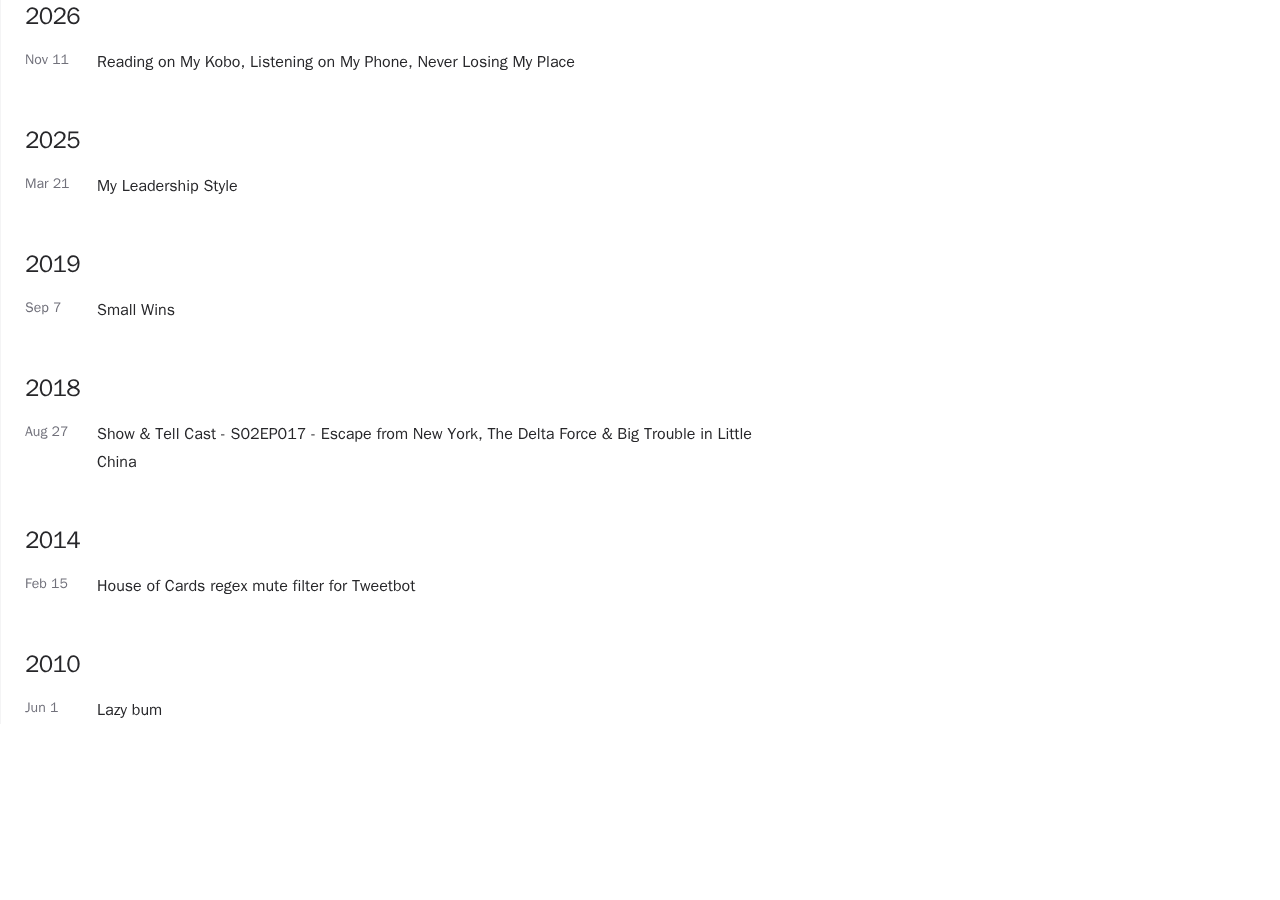 2026
Nov 11 Reading on My Kobo, Listening on My Phone, Never Losing My Place
2025
Mar 21 My Leadership Style
2019
Sep 7 Small Wins
2018
Aug 27 Show & Tell Cast - S02EP017 - Escape from New York, The Delta Force & Big Trouble in Little
China
2014
Feb 15 House of Cards regex mute filter for Tweetbot
2010
Jun 1 Lazy bum